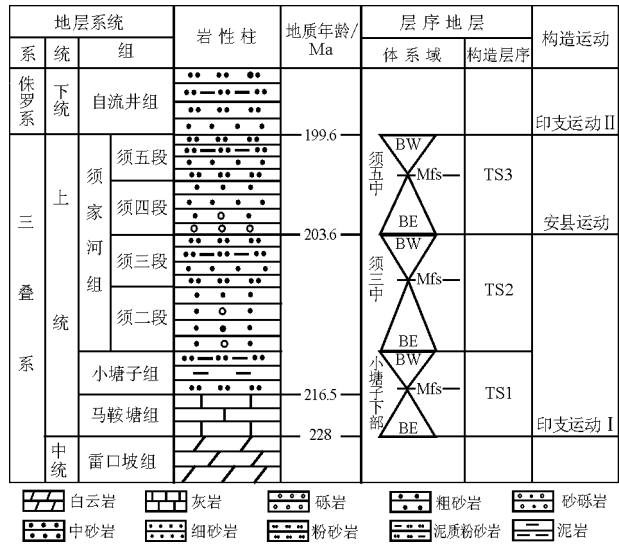 地层系统
岩性柱
地质年龄/
Ma
层序地层
构造运动
系
统
组
体系域
构造层序
侏罗系
下统
自流井组
印支运动Ⅱ
199.6
三叠系
上统
须家河组
须五段
须五中
BW
Mfs
BE
TS3
须四段
安县运动
203.6
须三段
须三中
BW
Mfs
BE
TS2
须二段
小塘子组
小塘子下部
BW
Mfs
BE
TS1
216.5
马鞍塘组
印支运动Ⅰ
228
中统
雷口坡组
白云岩
灰岩
砾岩
粗砂岩
砂砾岩
中砂岩
细砂岩
粉砂岩
泥质粉砂岩
泥岩